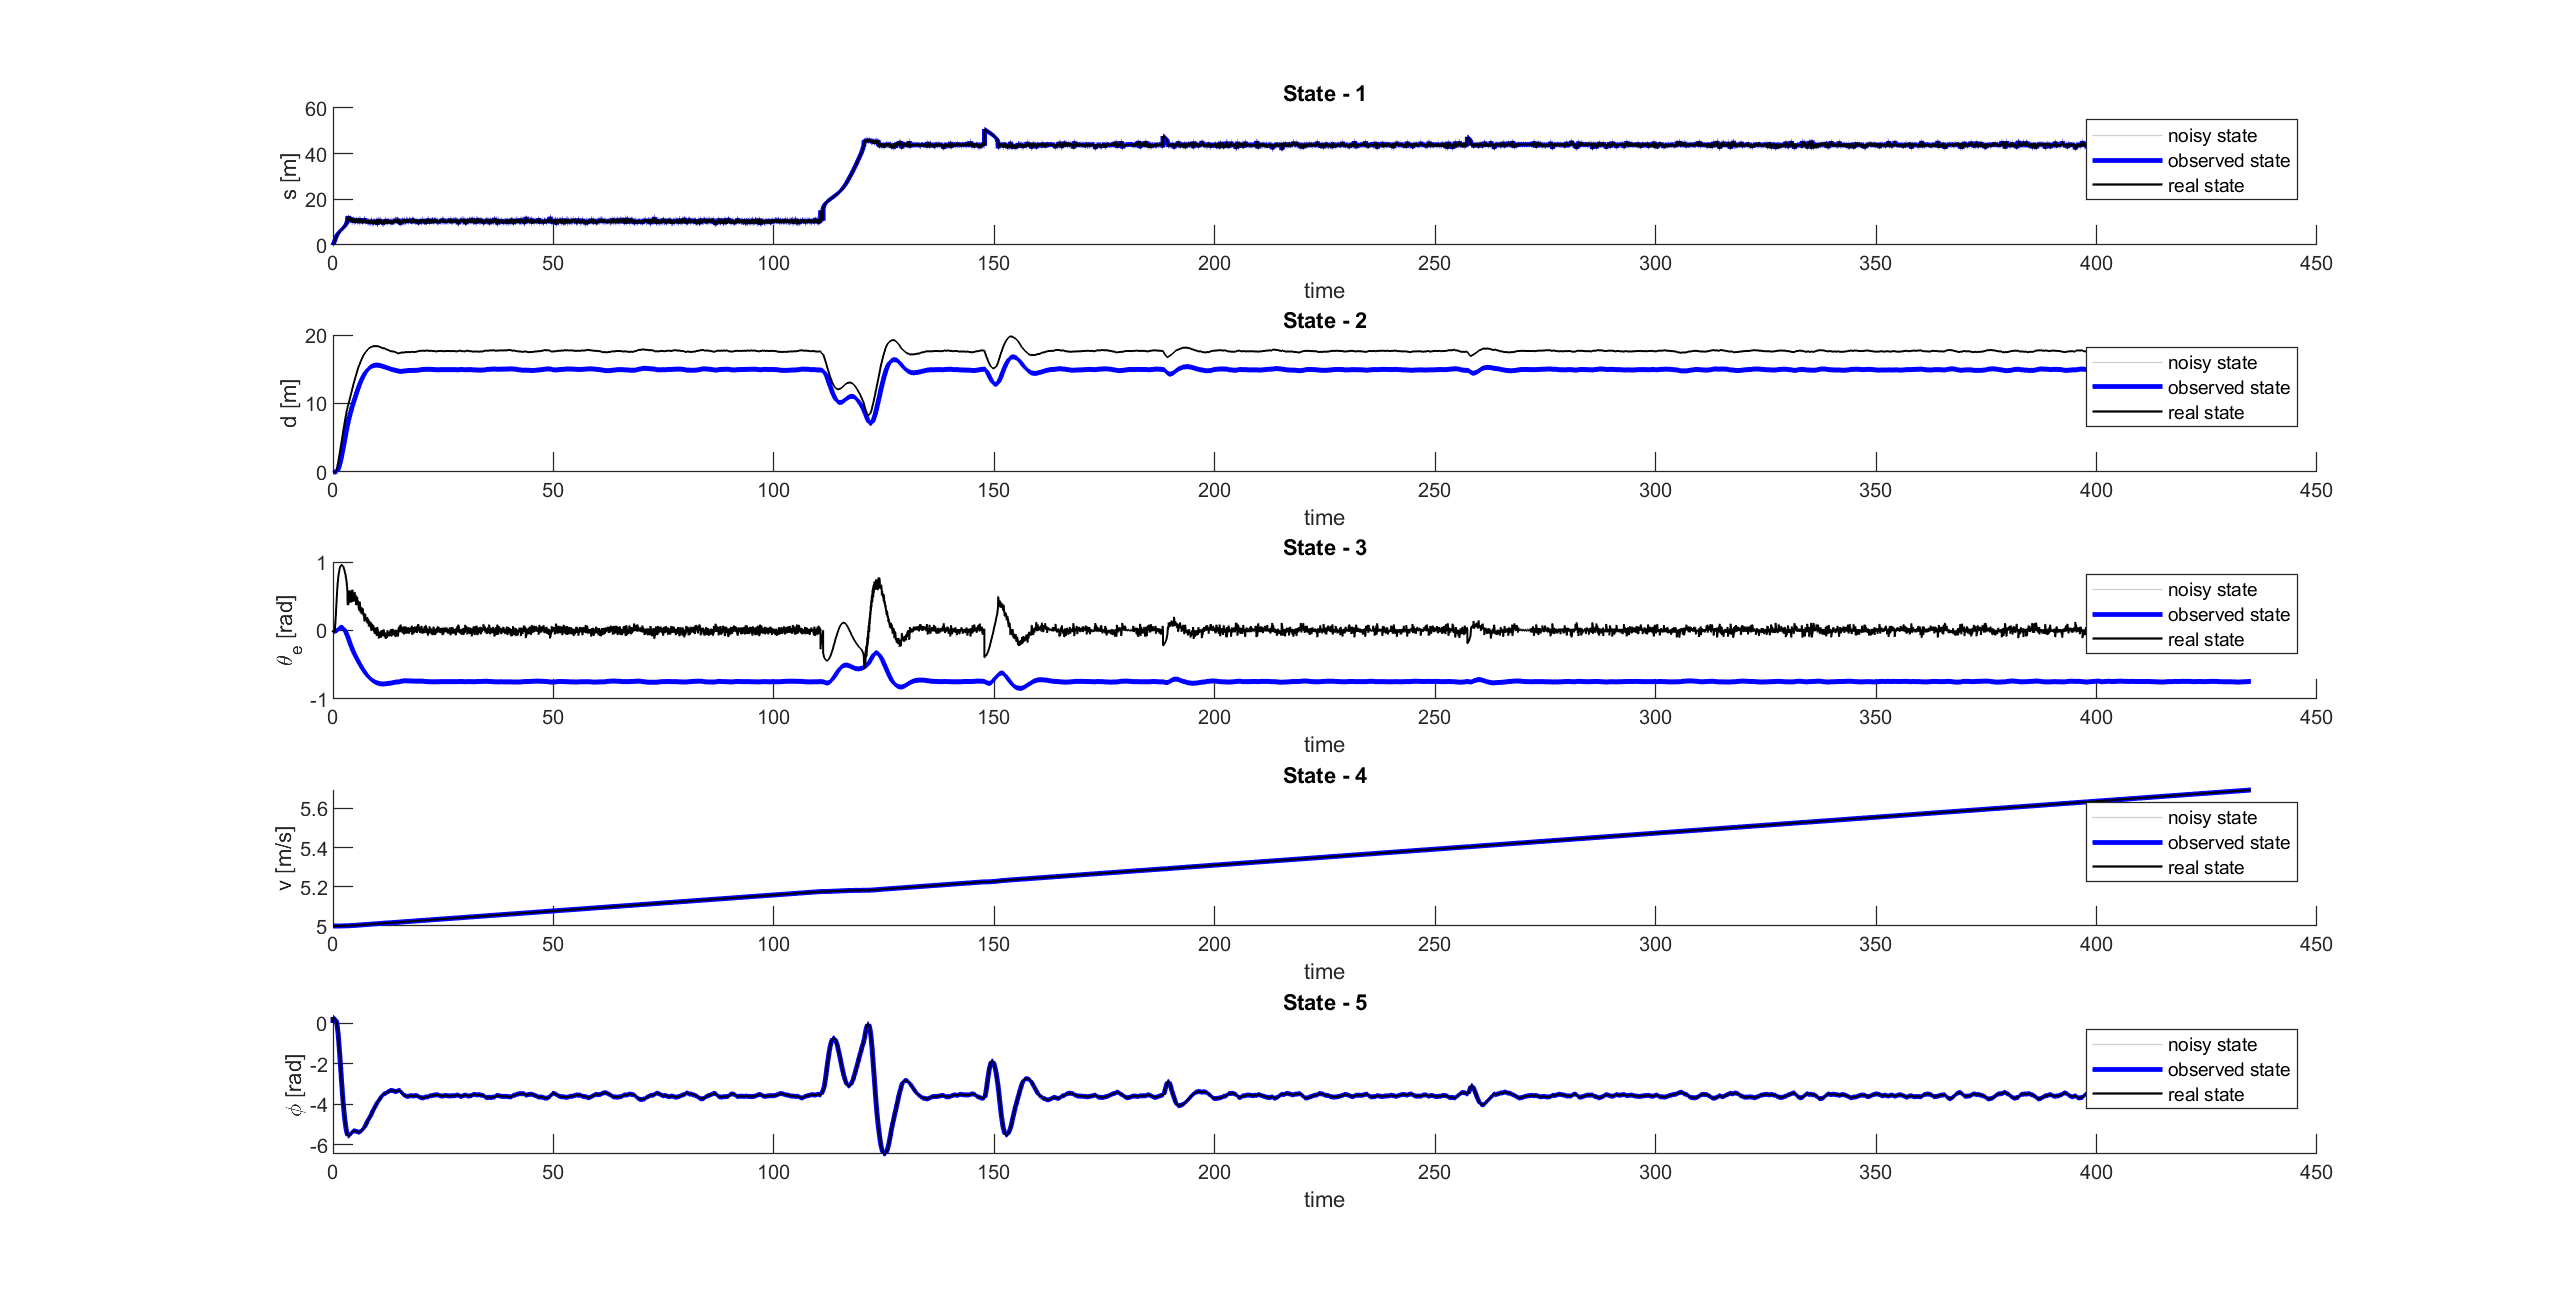 State - 1
60
40
20
0
s [m]
0 50 100 150 200 250 300 350 400 450
time
noisy state
observed state
real state
State - 2
20
10
0
d [m]
0 50 100 150 200 250 300 350 400 450
time
noisy state
observed state
real state
State - 3
1
0
-1
θe [rad]
0 50 100 150 200 250 300 350 400 450
time
noisy state
observed state
real state
State - 4
5.6
5.4
5.2
5
v [m/s]
0 50 100 150 200 250 300 350 400 450
time
noisy state
observed state
real state
State - 5
0
-2
-4
-6
ϕ [rad]
0 50 100 150 200 250 300 350 400 450
time
noisy state
observed state
real state